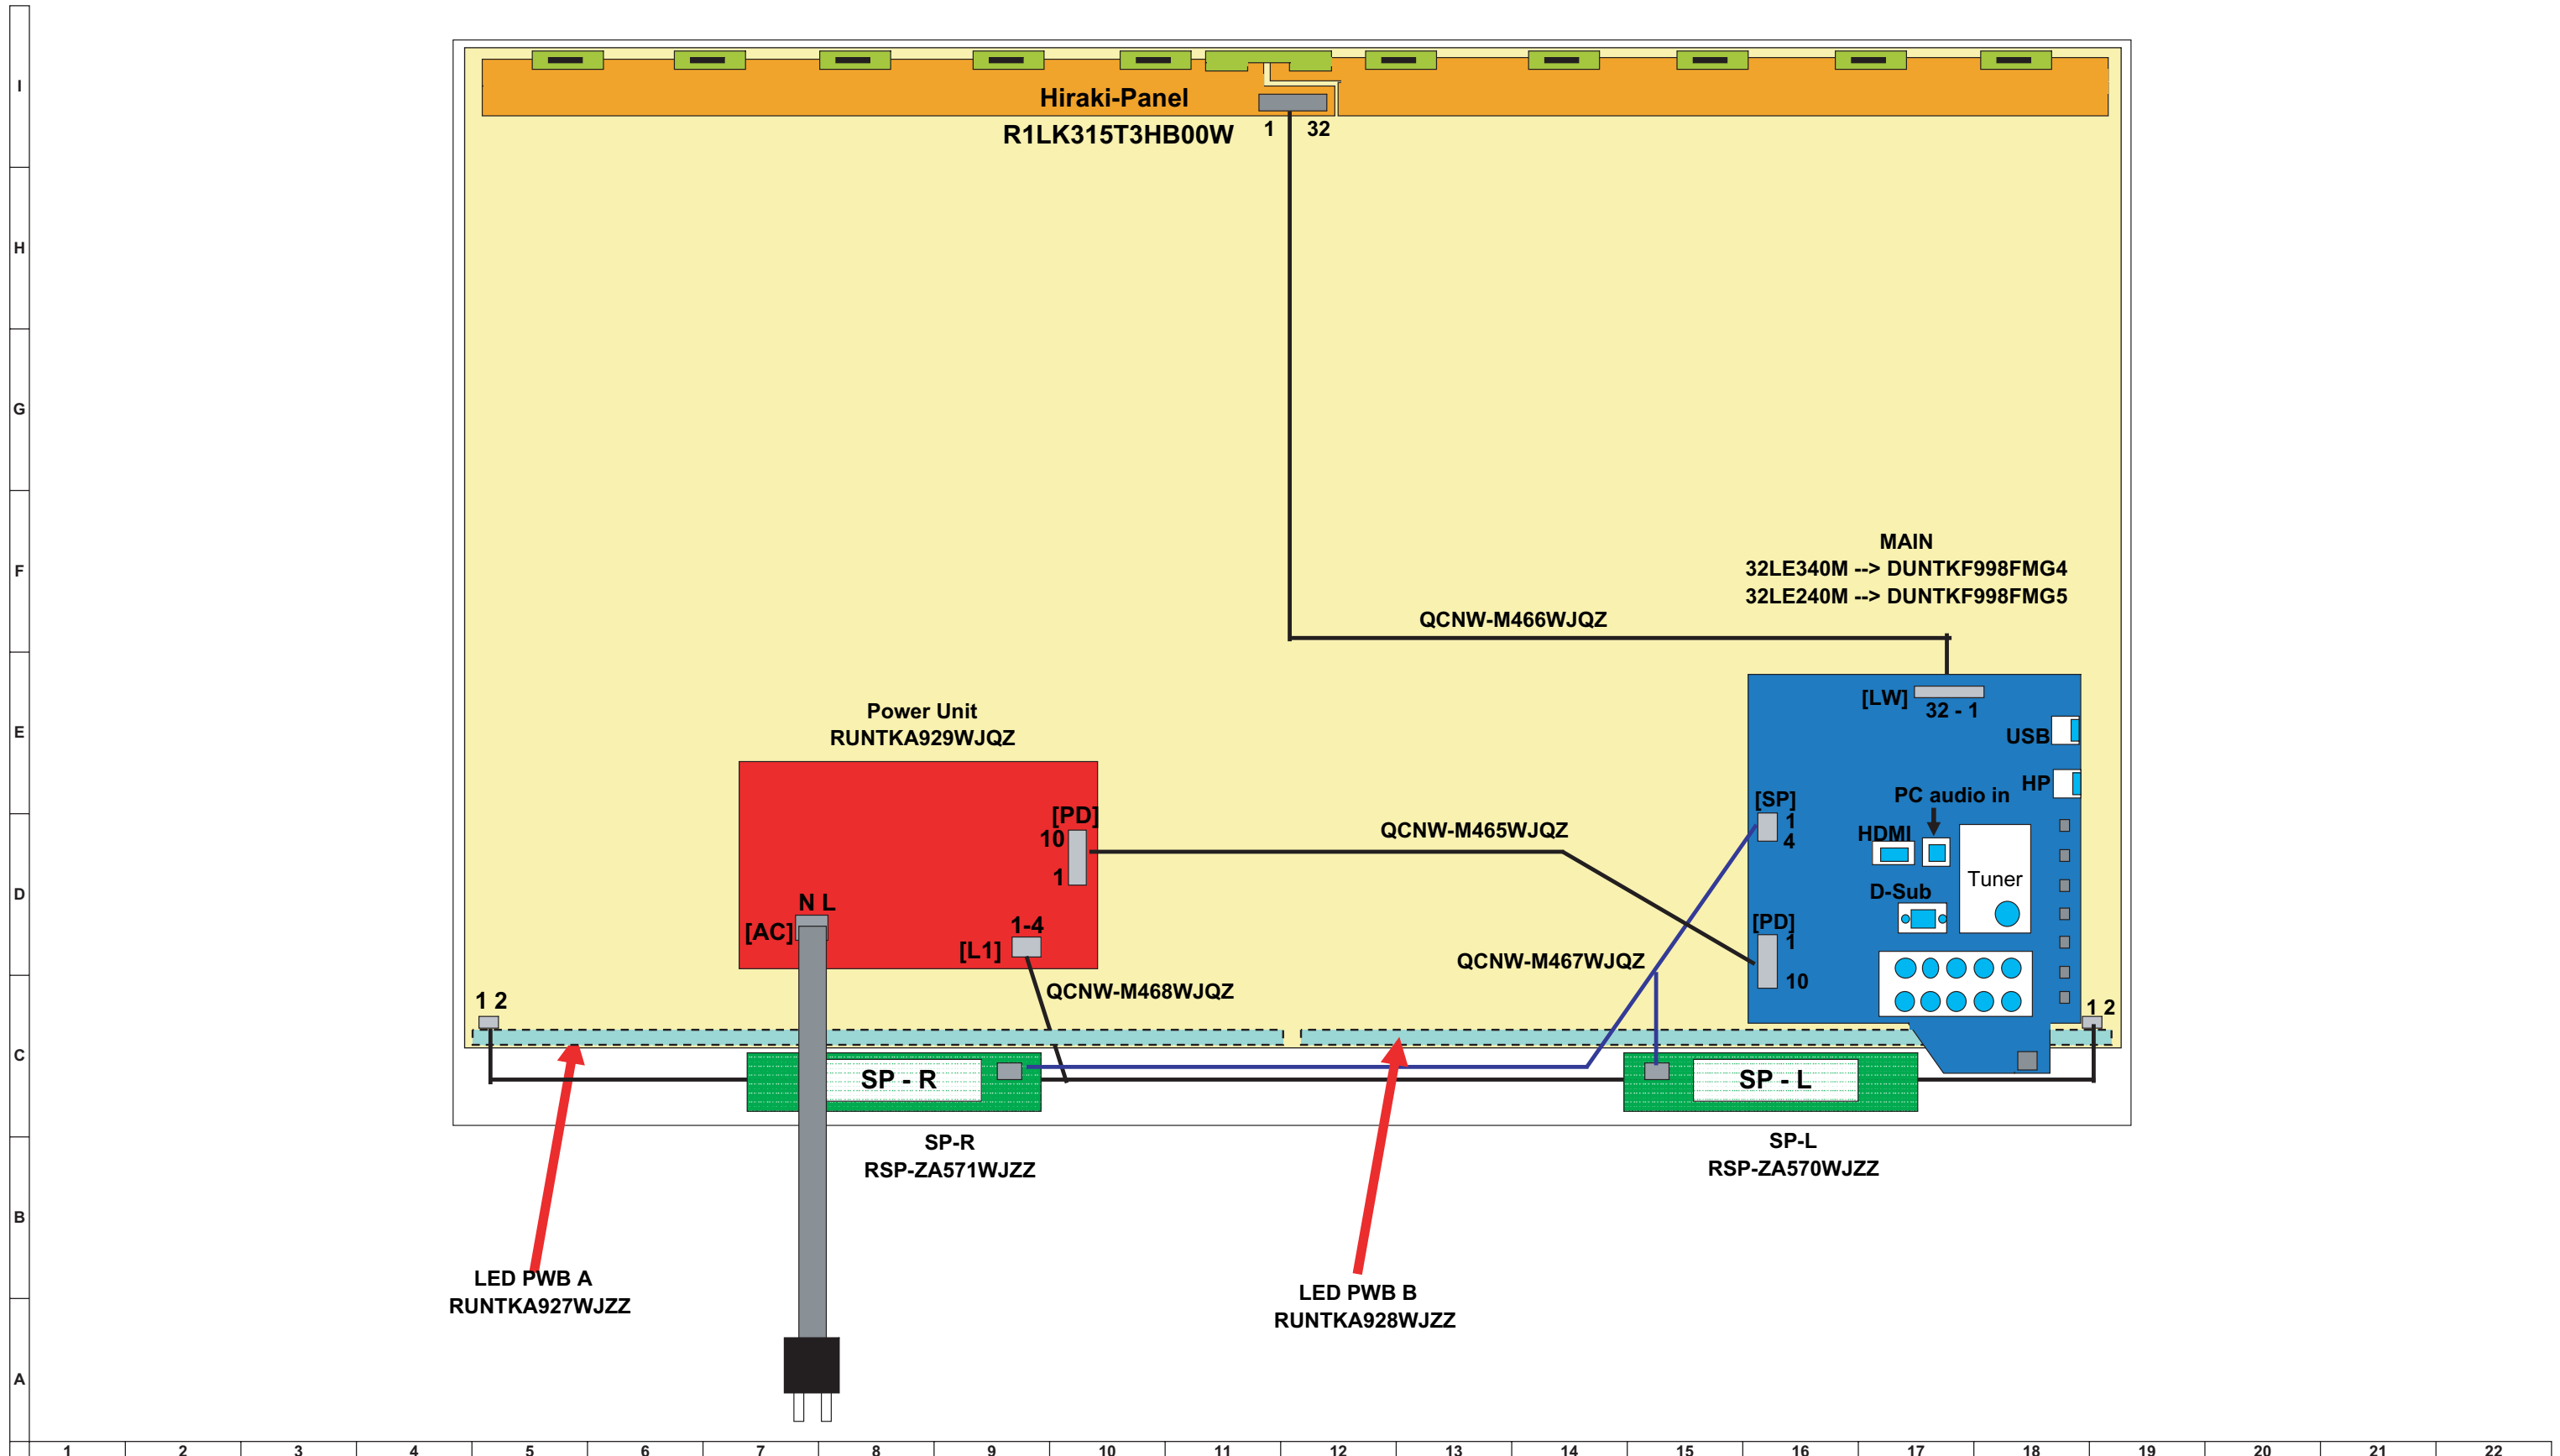 I
Hiraki-Panel
R1LK315T3HB00W
1 32
H
G
F
MAIN
32LE340M --> DUNTKF998FMG4
32LE240M --> DUNTKF998FMG5
QCNW-M466WJQZ
E
[LW]
32 - 1
USB
HP
PC audio in
HDMI
Tuner
D-Sub
[SP]
1
4
[PD]
1
10
Power Unit
RUNTKA929WJQZ
[PD]
10
1
QCNW-M465WJQZ
D
N L
[AC]
1-4
[L1]
QCNW-M467WJQZ
QCNW-M468WJQZ
1 2
1 2
C
SP - R
SP - L
SP-R
RSP-ZA571WJZZ
SP-L
RSP-ZA570WJZZ
B
LED PWB A
RUNTKA927WJZZ
LED PWB B
RUNTKA928WJZZ
A
1 2 3 4 5 6 7 8 9 10 11 12 13 14 15 16 17 18 19 20 21 22